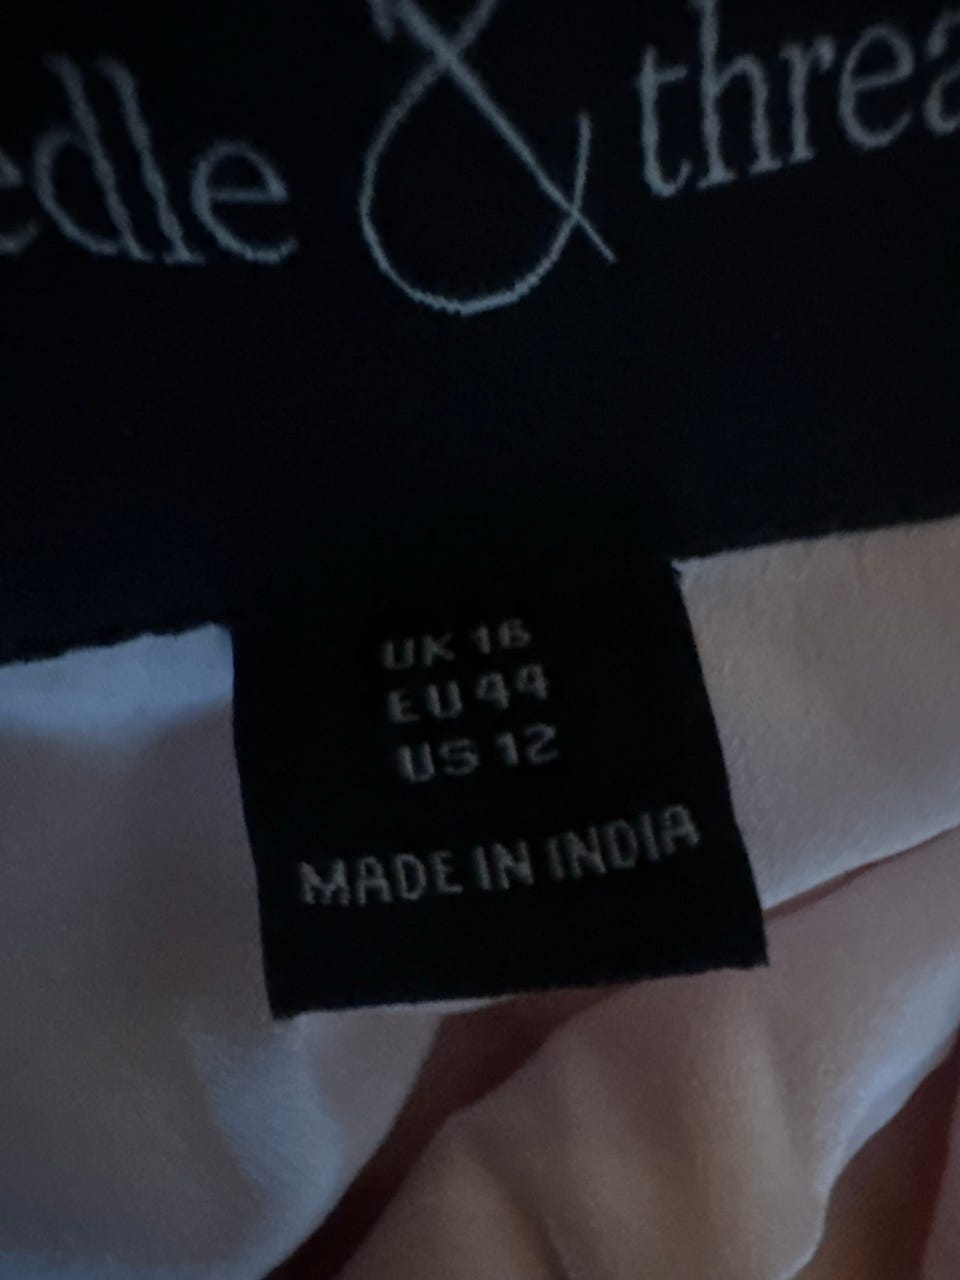 edle & threa
UK 16
EU 44
US 12
MADE IN INDIA